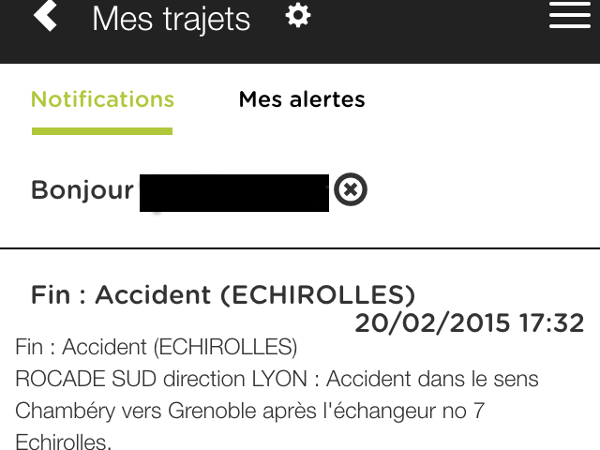 Mes trajets
Notifications Mes alertes
Bonjour
Fin : Accident (ECHIROLLES)
20/02/2015 17:32
Fin : Accident (ECHIROLLES)
ROCADE SUD direction LYON : Accident dans le sens
Chambéry vers Grenoble après l'échangeur no 7
Echirolles.